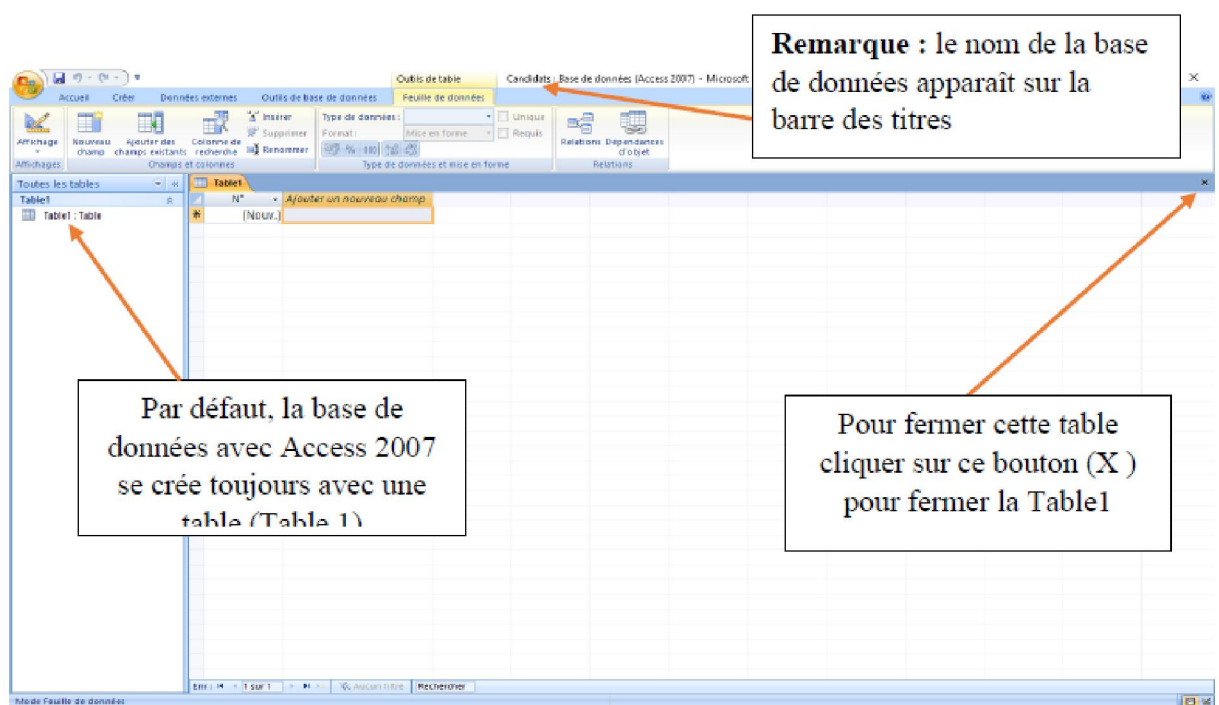 Remarque : le nom de la base
de données apparaît sur la
barre des titres
Outils de table
Candidats : Base de données (Access 2007) - Microsoft
Accueil Créer Données externes Outils de base de données Feuille de données
Affichage
Nouveau champ
Ajouter des champs existants
Colonne de recherche
Insérer
Supprimer
Renommer
Type de données :
Format : Mise en forme
Unique
Requis
Relations
Dépendances d'objet
Affichages
Champs et colonnes
Type de données et mise en forme
Relations
Toutes les tables
Table1
Table1 : Table
Table1
N° Ajouter un nouveau champ
(Nouv.)
Par défaut, la base de
données avec Access 2007
se crée toujours avec une
table (Table 1)
Pour fermer cette table
cliquer sur ce bouton (X )
pour fermer la Table1
Enr : 1 sur 1 Aucun filtre Rechercher
Mode Feuille de données